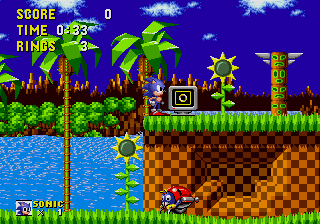 SCORE 0
TIME 0:33
RINGS 3
SONIC
× 1